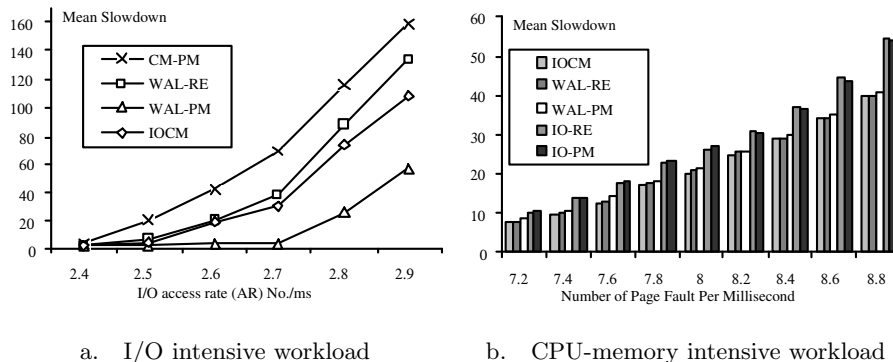 Mean Slowdown
160
140
120
100
80
60
40
20
0
CM-PM
WAL-RE
WAL-PM
IOCM
2.4 2.5 2.6 2.7 2.8 2.9
I/O access rate (AR) No./ms
a. I/O intensive workload
Mean Slowdown
60
50
40
30
20
10
0
IOCM
WAL-RE
WAL-PM
IO-RE
IO-PM
7.2 7.4 7.6 7.8 8 8.2 8.4 8.6 8.8
Number of Page Fault Per Millisecond
b. CPU-memory intensive workload